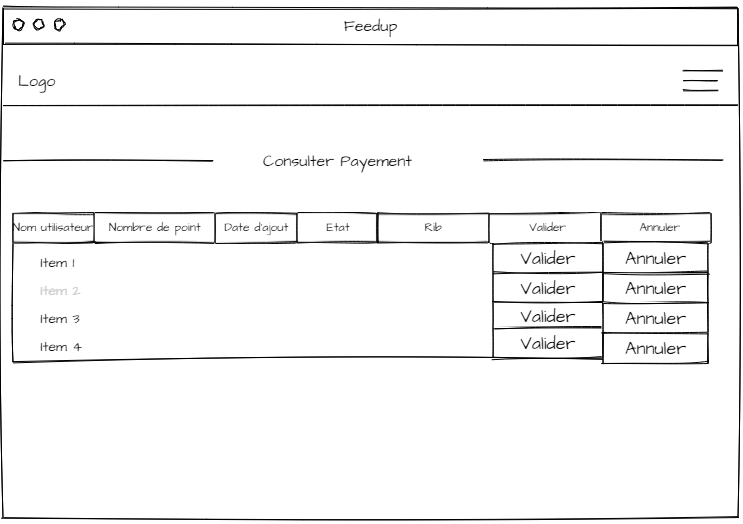 Feedup
Logo
Consulter Payement
Nom utilisateur Nombre de point Date d'ajout Etat Rib Valider Annuler
Item 1 Valider Annuler
Item 2 Valider Annuler
Item 3 Valider Annuler
Item 4 Valider Annuler